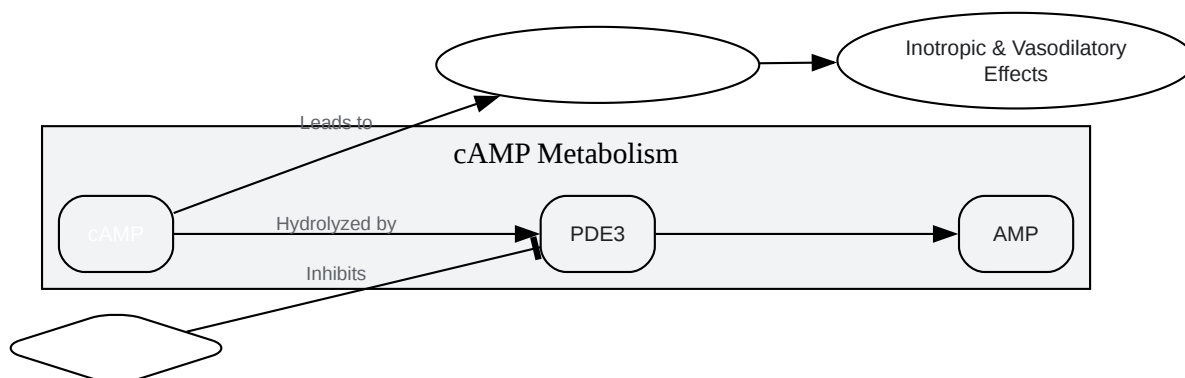 Inotropic & Vasodilatory
Effects
Leads to
cAMP Metabolism
cAMP
Hydrolyzed by
PDE3
AMP
Inhibits